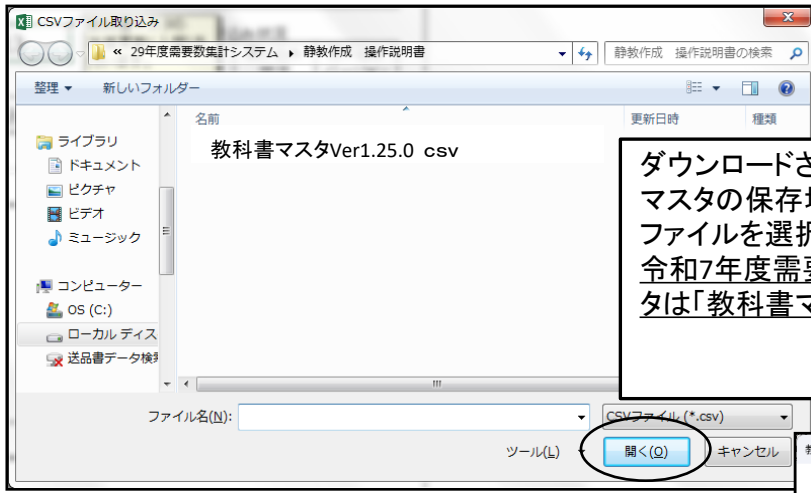 CSVファイル取り込み
« 29年度需要数集計システム ▸ 静教作成 操作説明書
静教作成 操作説明書の検索
整理 ▼ 新しいフォルダー
名前 更新日時 種類
教科書マスタVer1.25.0 csv
ライブラリ
ドキュメント
ピクチャ
ビデオ
ミュージック
コンピューター
OS (C:)
ローカル ディス
送品書データ検索
ダウンロードさ
マスタの保存場
ファイルを選択
令和7年度需要
タは「教科書マ
ファイル名(N):
CSVファイル (*.csv)
ツール(L) 開く(O) キャンセル